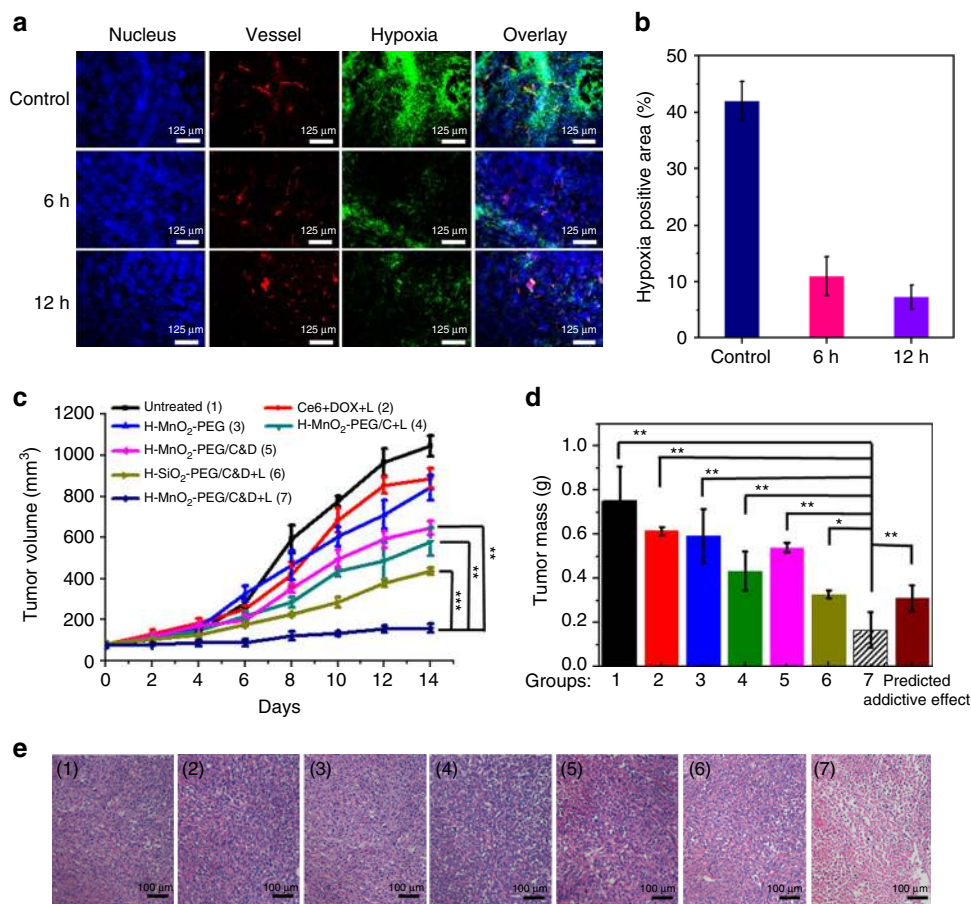 a
Nucleus Vessel Hypoxia Overlay
Control
125 μm 125 μm 125 μm 125 μm
6 h
125 μm 125 μm 125 μm 125 μm
12 h
125 μm 125 μm 125 μm 125 μm
b
50
40
30
20
10
0
Hypoxia positive area (%)
Control 6 h 12 h
c
Untreated (1) Ce6+DOX+L (2)
H-MnO2-PEG (3) H-MnO2-PEG/C+L (4)
H-MnO2-PEG/C&D (5)
H-SiO2-PEG/C&D+L (6)
H-MnO2-PEG/C&D+L (7)
1200
1000
800
600
400
200
0
Tumor volume (mm3)
0 2 4 6 8 10 12 14
Days
***
**
**
d
1.0
0.8
0.6
0.4
0.2
0.0
Tumor mass (g)
**
**
**
**
**
*
**
Groups: 1 2 3 4 5 6 7 Predicted
addictive effect
e
(1) (2) (3) (4) (5) (6) (7)
100 μm 100 μm 100 μm 100 μm 100 μm 100 μm 100 μm